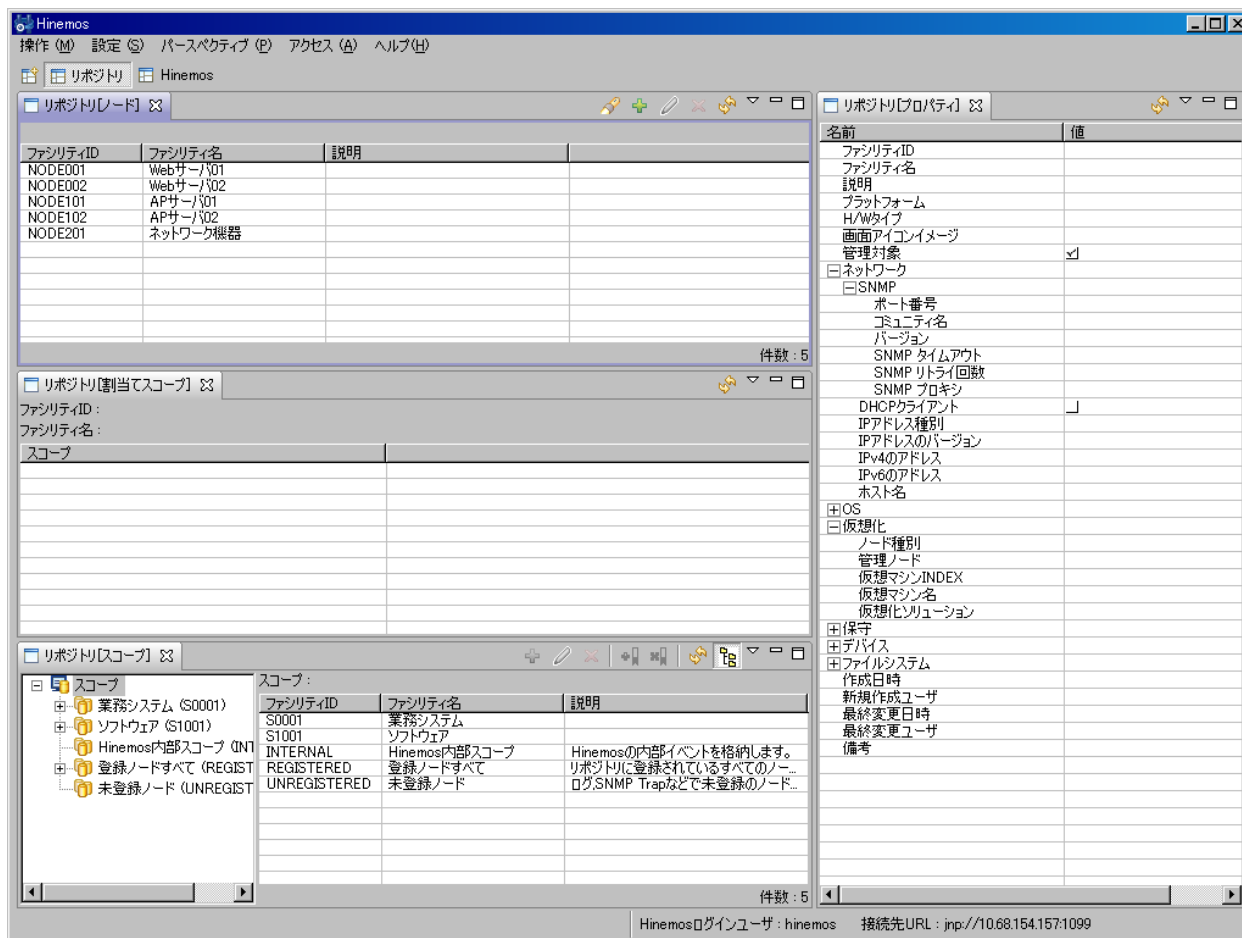 Hinemos
操作 (M) 設定 (S) パースペクティブ (P) アクセス (A) ヘルプ(H)
リポジトリ Hinemos
リポジトリ[ノード]
ファシリティID ファシリティ名 説明
NODE001 Webサーバ01
NODE002 Webサーバ02
NODE101 APサーバ01
NODE102 APサーバ02
NODE201 ネットワーク機器
件数 : 5
リポジトリ[割当てスコープ]
ファシリティID :
ファシリティ名 :
スコープ
リポジトリ[スコープ]
スコープ
業務システム (S0001)
ソフトウェア (S1001)
Hinemos内部スコープ (INT
登録ノードすべて (REGIST
未登録ノード (UNREGIST
スコープ :
ファシリティID ファシリティ名 説明
S0001 業務システム
S1001 ソフトウェア
INTERNAL Hinemos内部スコープ Hinemosの内部イベントを格納します。
REGISTERED 登録ノードすべて リポジトリに登録されているすべてのノー...
UNREGISTERED 未登録ノード ログ,SNMP Trapなどで未登録のノード...
件数 : 5
リポジトリ[プロパティ]
名前 値
ファシリティID
ファシリティ名
説明
プラットフォーム
H/Wタイプ
画面アイコンイメージ
管理対象
ネットワーク
SNMP
ポート番号
コミュニティ名
バージョン
SNMP タイムアウト
SNMP リトライ回数
SNMP プロキシ
DHCPクライアント
IPアドレス種別
IPアドレスのバージョン
IPv4のアドレス
IPv6のアドレス
ホスト名
OS
仮想化
ノード種別
管理ノード
仮想マシンINDEX
仮想マシン名
仮想化ソリューション
保守
デバイス
ファイルシステム
作成日時
新規作成ユーザ
最終変更日時
最終変更ユーザ
備考
Hinemosログインユーザ : hinemos 接続先URL : jnp://10.68.154.157:1099